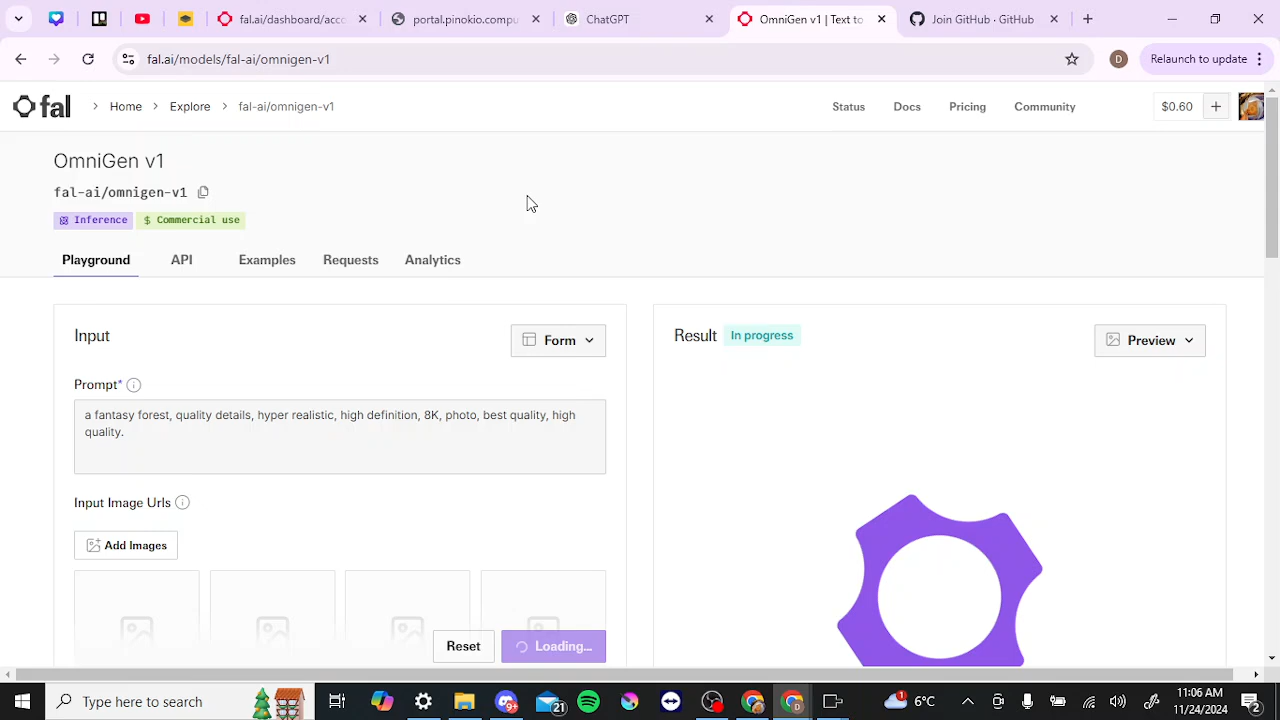 fal.ai/dashboard/acc
portal.pinokio.compu
ChatGPT
OmniGen v1 | Text to
Join GitHub · GitHub
fal.ai/models/fal-ai/omnigen-v1
D
Relaunch to update
fal
Home
Explore
fal-ai/omnigen-v1
Status
Docs
Pricing
Community
$0.60
OmniGen v1
fal-ai/omnigen-v1
Inference
$ Commercial use
Playground
API
Examples
Requests
Analytics
Input
Form
Result
In progress
Preview
Prompt*
a fantasy forest, quality details, hyper realistic, high definition, 8K, photo, best quality, high
quality.
Input Image Urls
Add Images
Reset
Loading...
Type here to search
9+
21
D
1
6°C
11:06 AM
11/24/2024
2